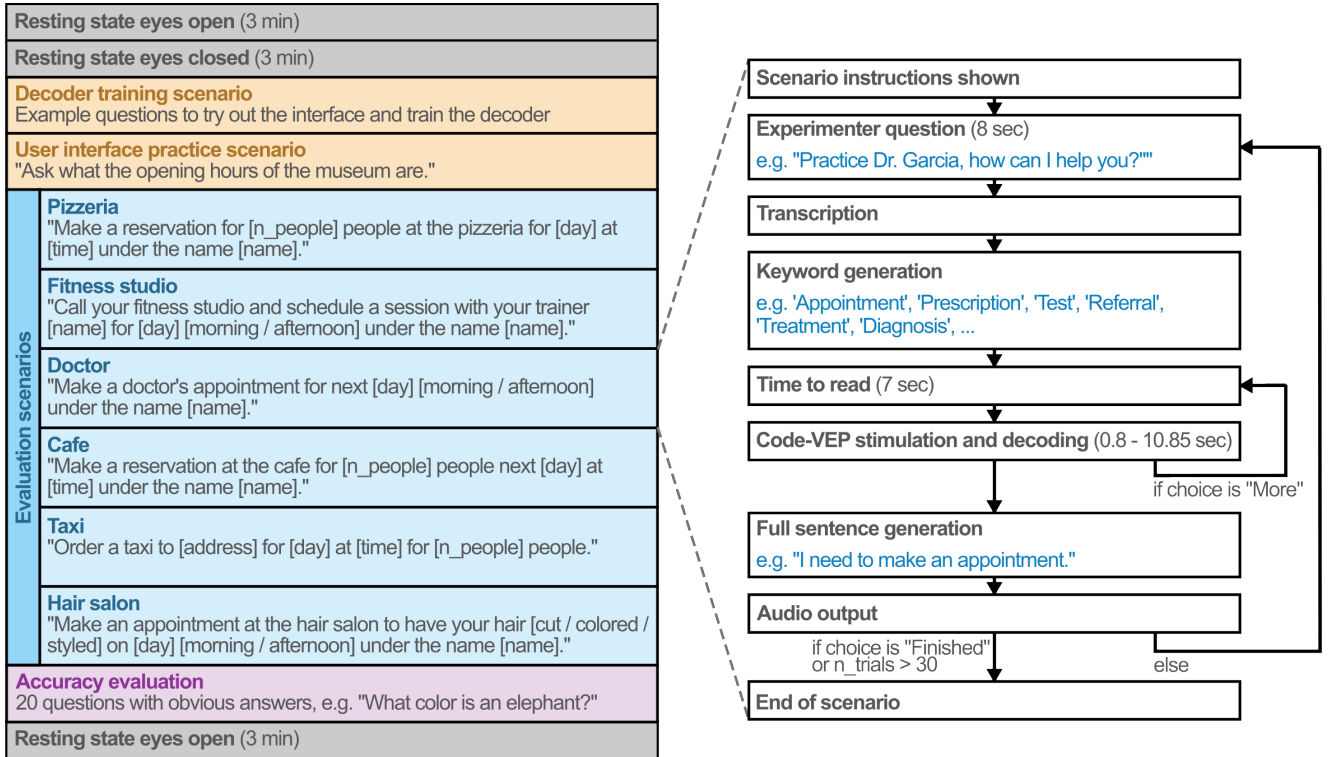 Resting state eyes open (3 min)
Resting state eyes closed (3 min)
Decoder training scenario
Example questions to try out the interface and train the decoder
User interface practice scenario
"Ask what the opening hours of the museum are."
Evaluation scenarios
Pizzeria
"Make a reservation for [n_people] people at the pizzeria for [day] at
[time] under the name [name]."
Fitness studio
"Call your fitness studio and schedule a session with your trainer
[name] for [day] [morning / afternoon] under the name [name]."
Doctor
"Make a doctor's appointment for next [day] [morning / afternoon]
under the name [name]."
Cafe
"Make a reservation at the cafe for [n_people] people next [day] at
[time] under the name [name]."
Taxi
"Order a taxi to [address] for [day] at [time] for [n_people] people."
Hair salon
"Make an appointment at the hair salon to have your hair [cut / colored /
styled] on [day] [morning / afternoon] under the name [name]."
Accuracy evaluation
20 questions with obvious answers, e.g. "What color is an elephant?"
Resting state eyes open (3 min)
Scenario instructions shown
Experimenter question (8 sec)
e.g. "Practice Dr. Garcia, how can I help you?""
Transcription
Keyword generation
e.g. 'Appointment', 'Prescription', 'Test', 'Referral',
'Treatment', 'Diagnosis', ...
Time to read (7 sec)
Code-VEP stimulation and decoding (0.8 - 10.85 sec)
if choice is "More"
Full sentence generation
e.g. "I need to make an appointment."
Audio output
if choice is "Finished"
or n_trials > 30
else
End of scenario